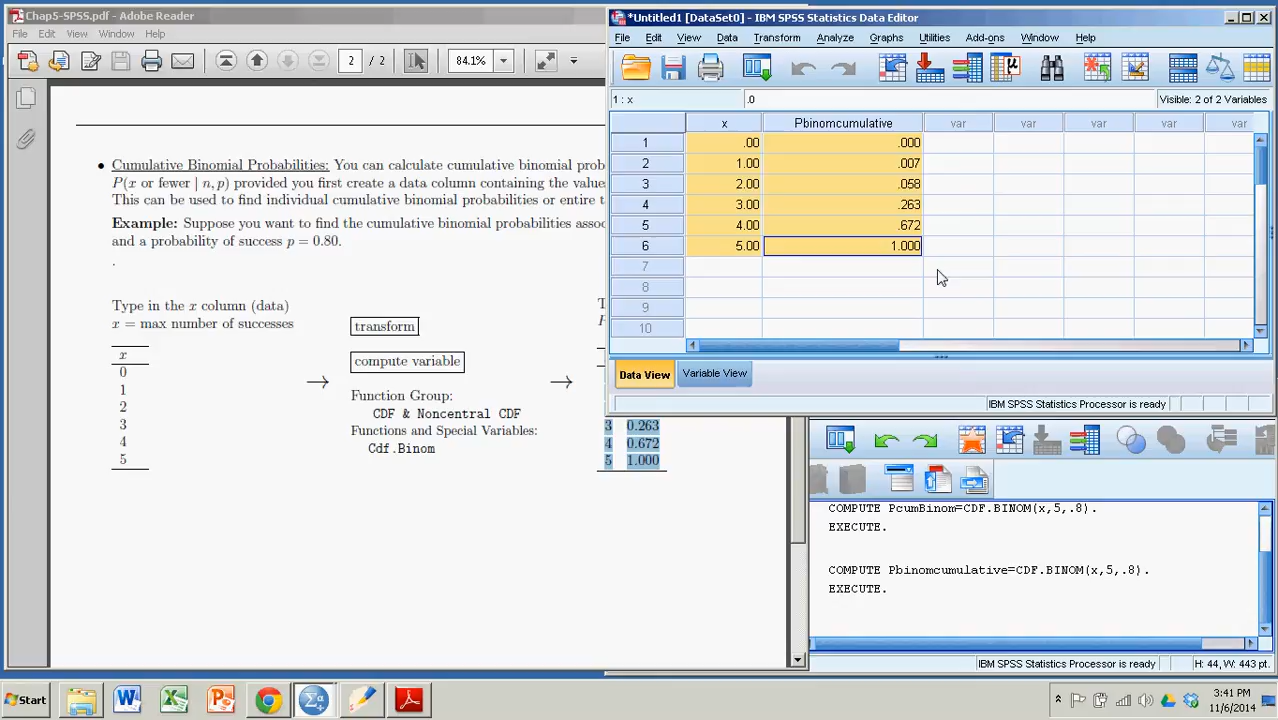 Chap5-SPSS.pdf - Adobe Reader
File Edit View Window Help
2 / 2 84.1%
• Cumulative Binomial Probabilities: You can calculate cumulative binomial prob
P(x or fewer | n, p) provided you first create a data column containing the value
This can be used to find individual cumulative binomial probabilities or entire t
Example: Suppose you want to find the cumulative binomial probabilities asso
and a probability of success p = 0.80.
.
Type in the x column (data)
x = max number of successes
x
0
1
2
3
4
5
→
transform
compute variable
Function Group:
CDF & Noncentral CDF
Functions and Special Variables:
Cdf.Binom
→
3 0.263
4 0.672
5 1.000
*Untitled1 [DataSet0] - IBM SPSS Statistics Data Editor
File Edit View Data Transform Analyze Graphs Utilities Add-ons Window Help
1 : x .0 Visible: 2 of 2 Variables
x Pbinomcumulative var var var var var
1 .00 .000
2 1.00 .007
3 2.00 .058
4 3.00 .263
5 4.00 .672
6 5.00 1.000
7
8
9
10
Data View Variable View
IBM SPSS Statistics Processor is ready
COMPUTE PcumBinom=CDF.BINOM(x,5,.8).
EXECUTE.
COMPUTE Pbinomcumulative=CDF.BINOM(x,5,.8).
EXECUTE.
IBM SPSS Statistics Processor is ready H: 44, W: 443 pt.
Start
3:41 PM
11/6/2014